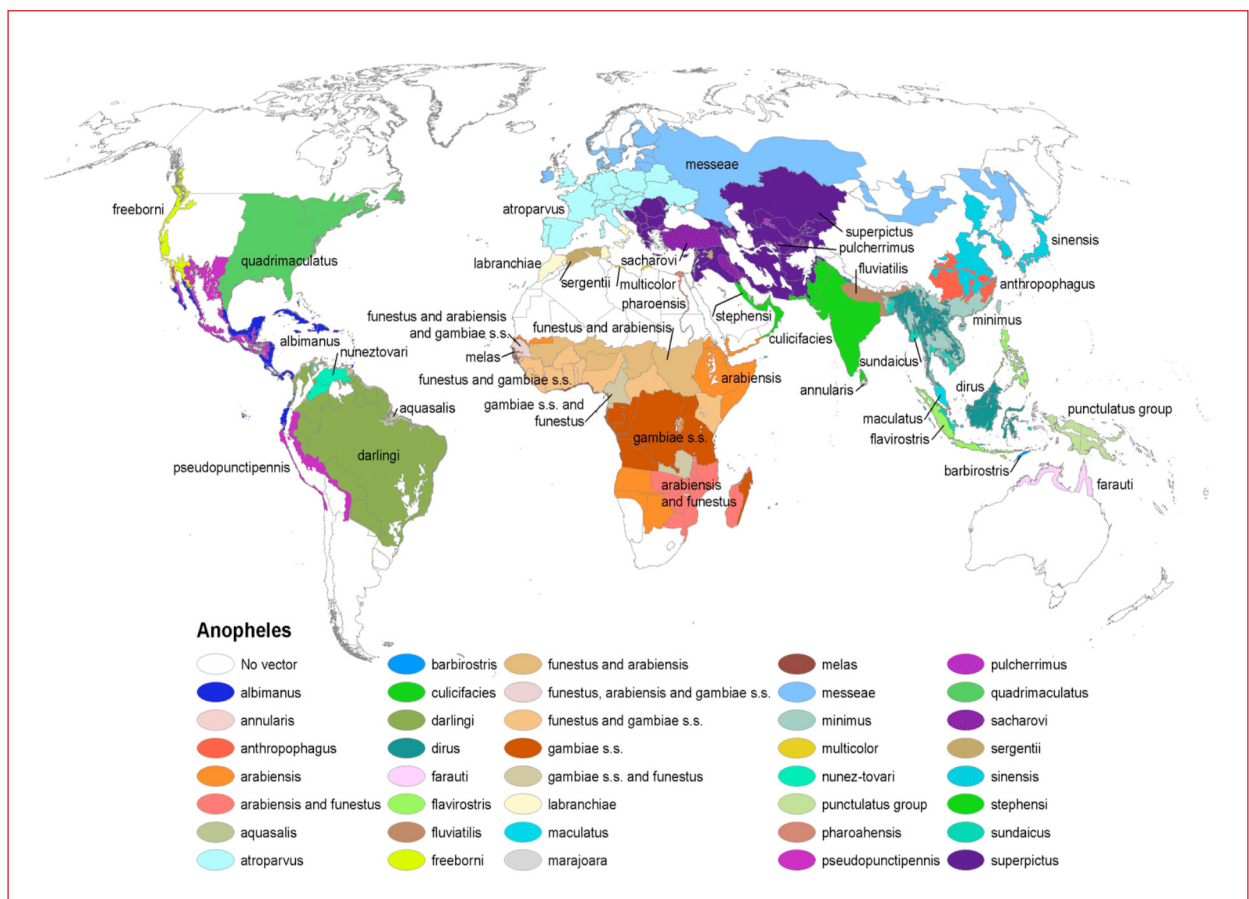 freeborni
quadrimaculatus
albimanus
nuneztovari
aquasalis
darlingi
pseudopunctipennis
messeae
atroparvus
labranchiae
sergentii
sacharovi
multicolor
pharoensis
superpictus
pulcherrimus
fluviatilis
sinensis
anthropophagus
minimus
stephensi
culicifacies
sundaicus
annularis
dirus
maculatus
flavirostris
barbirostris
punctulatus group
farauti
funestus and arabiensis
and gambiae s.s.
funestus and arabiensis
melas
funestus and gambiae s.s.
gambiae s.s. and
funestus
arabiensis
gambiae s.s.
arabiensis
and funestus
Anopheles
No vector
albimanus
annularis
anthropophagus
arabiensis
arabiensis and funestus
aquasalis
atroparvus
barbirostris
culicifacies
darlingi
dirus
farauti
flavirostris
fluviatilis
freeborni
funestus and arabiensis
funestus, arabiensis and gambiae s.s.
funestus and gambiae s.s.
gambiae s.s.
gambiae s.s. and funestus
labranchiae
maculatus
marajoara
melas
messeae
minimus
multicolor
nunez-tovari
punctulatus group
pharoahensis
pseudopunctipennis
pulcherrimus
quadrimaculatus
sacharovi
sergentii
sinensis
stephensi
sundaicus
superpictus